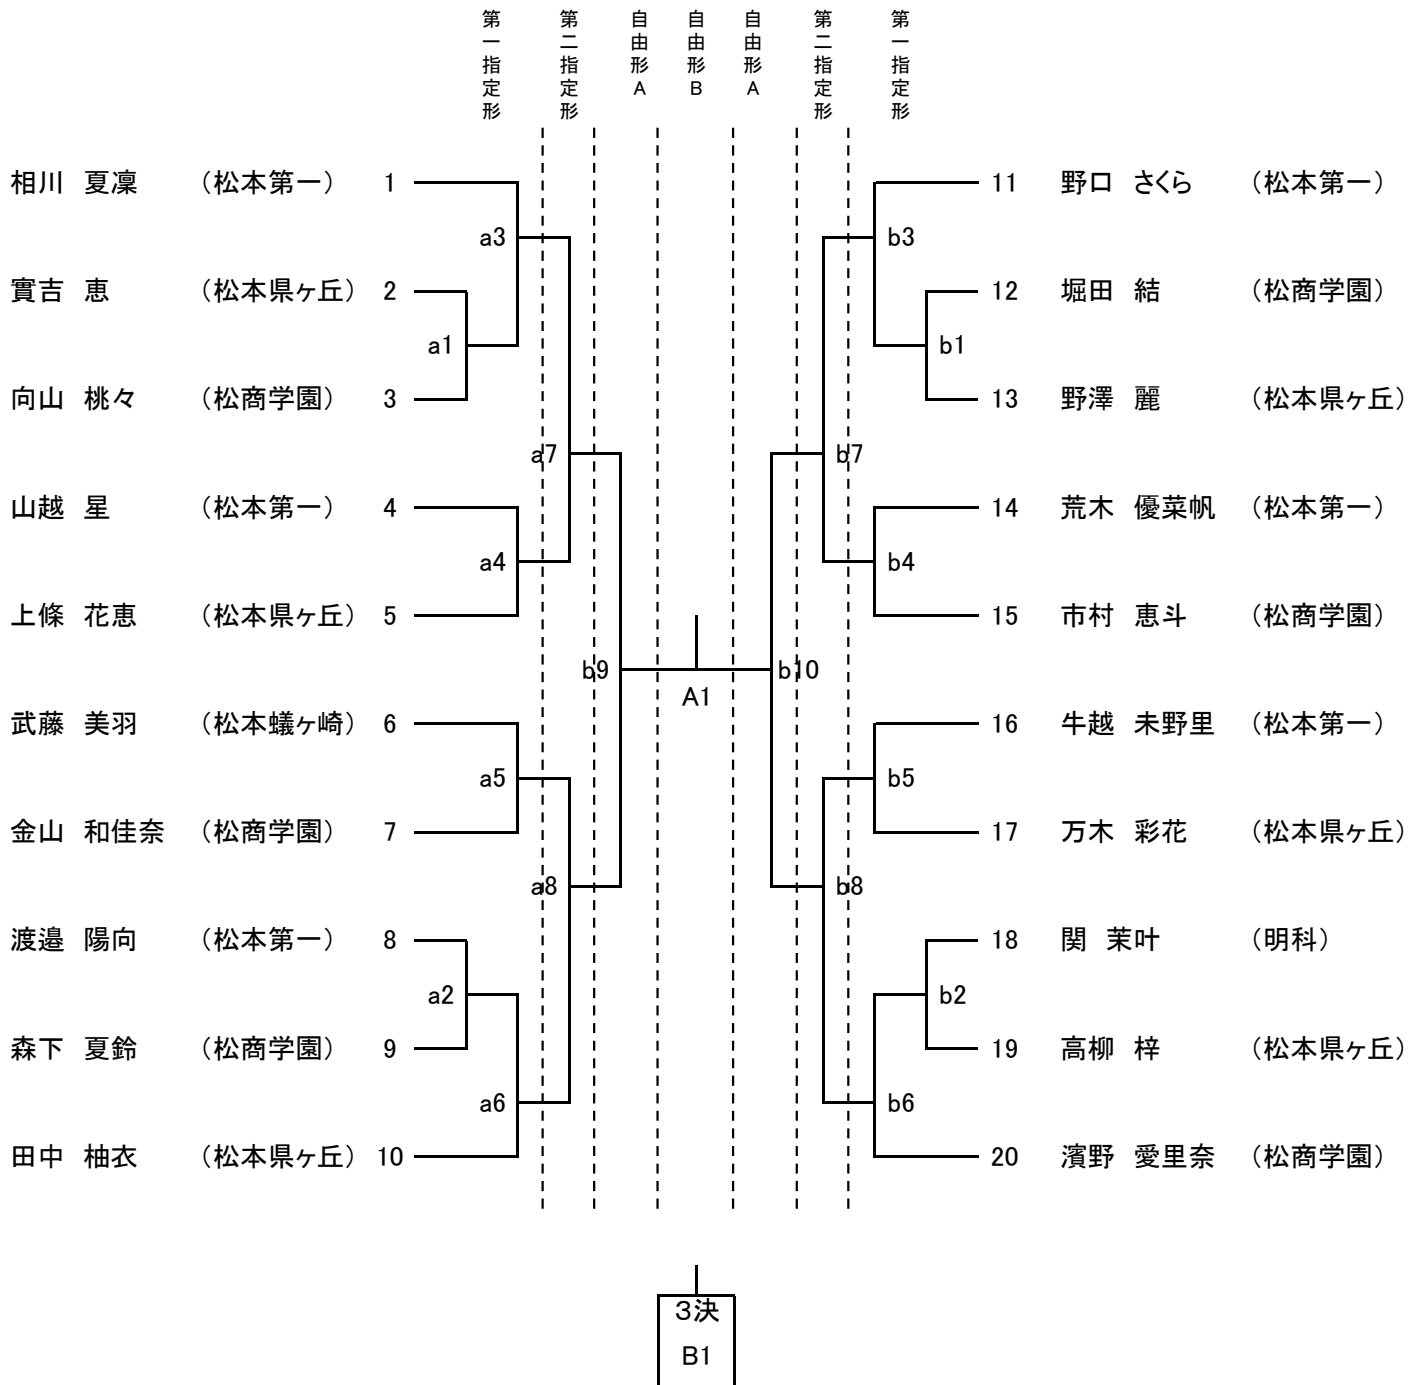 第一指定形 第二指定形 自由形A 自由形B 自由形A 第二指定形 第一指定形
相川 夏凜 （松本第一） 1 11 野口 さくら （松本第一）
a3 b3
實吉 恵 （松本県ヶ丘） 2 12 堀田 結 （松商学園）
a1 b1
向山 桃々 （松商学園） 3 13 野澤 麗 （松本県ヶ丘）
a7 b7
山越 星 （松本第一） 4 14 荒木 優菜帆 （松本第一）
a4 b4
上條 花恵 （松本県ヶ丘） 5 15 市村 恵斗 （松商学園）
b9 b10
A1
武藤 美羽 （松本蟻ヶ崎） 6 16 牛越 未野里 （松本第一）
a5 b5
金山 和佳奈 （松商学園） 7 17 万木 彩花 （松本県ヶ丘）
a8 b8
渡邉 陽向 （松本第一） 8 18 関 茉叶 （明科）
a2 b2
森下 夏鈴 （松商学園） 9 19 高柳 梓 （松本県ヶ丘）
a6 b6
田中 柚衣 （松本県ヶ丘） 10 20 濱野 愛里奈 （松商学園）
３決
B1